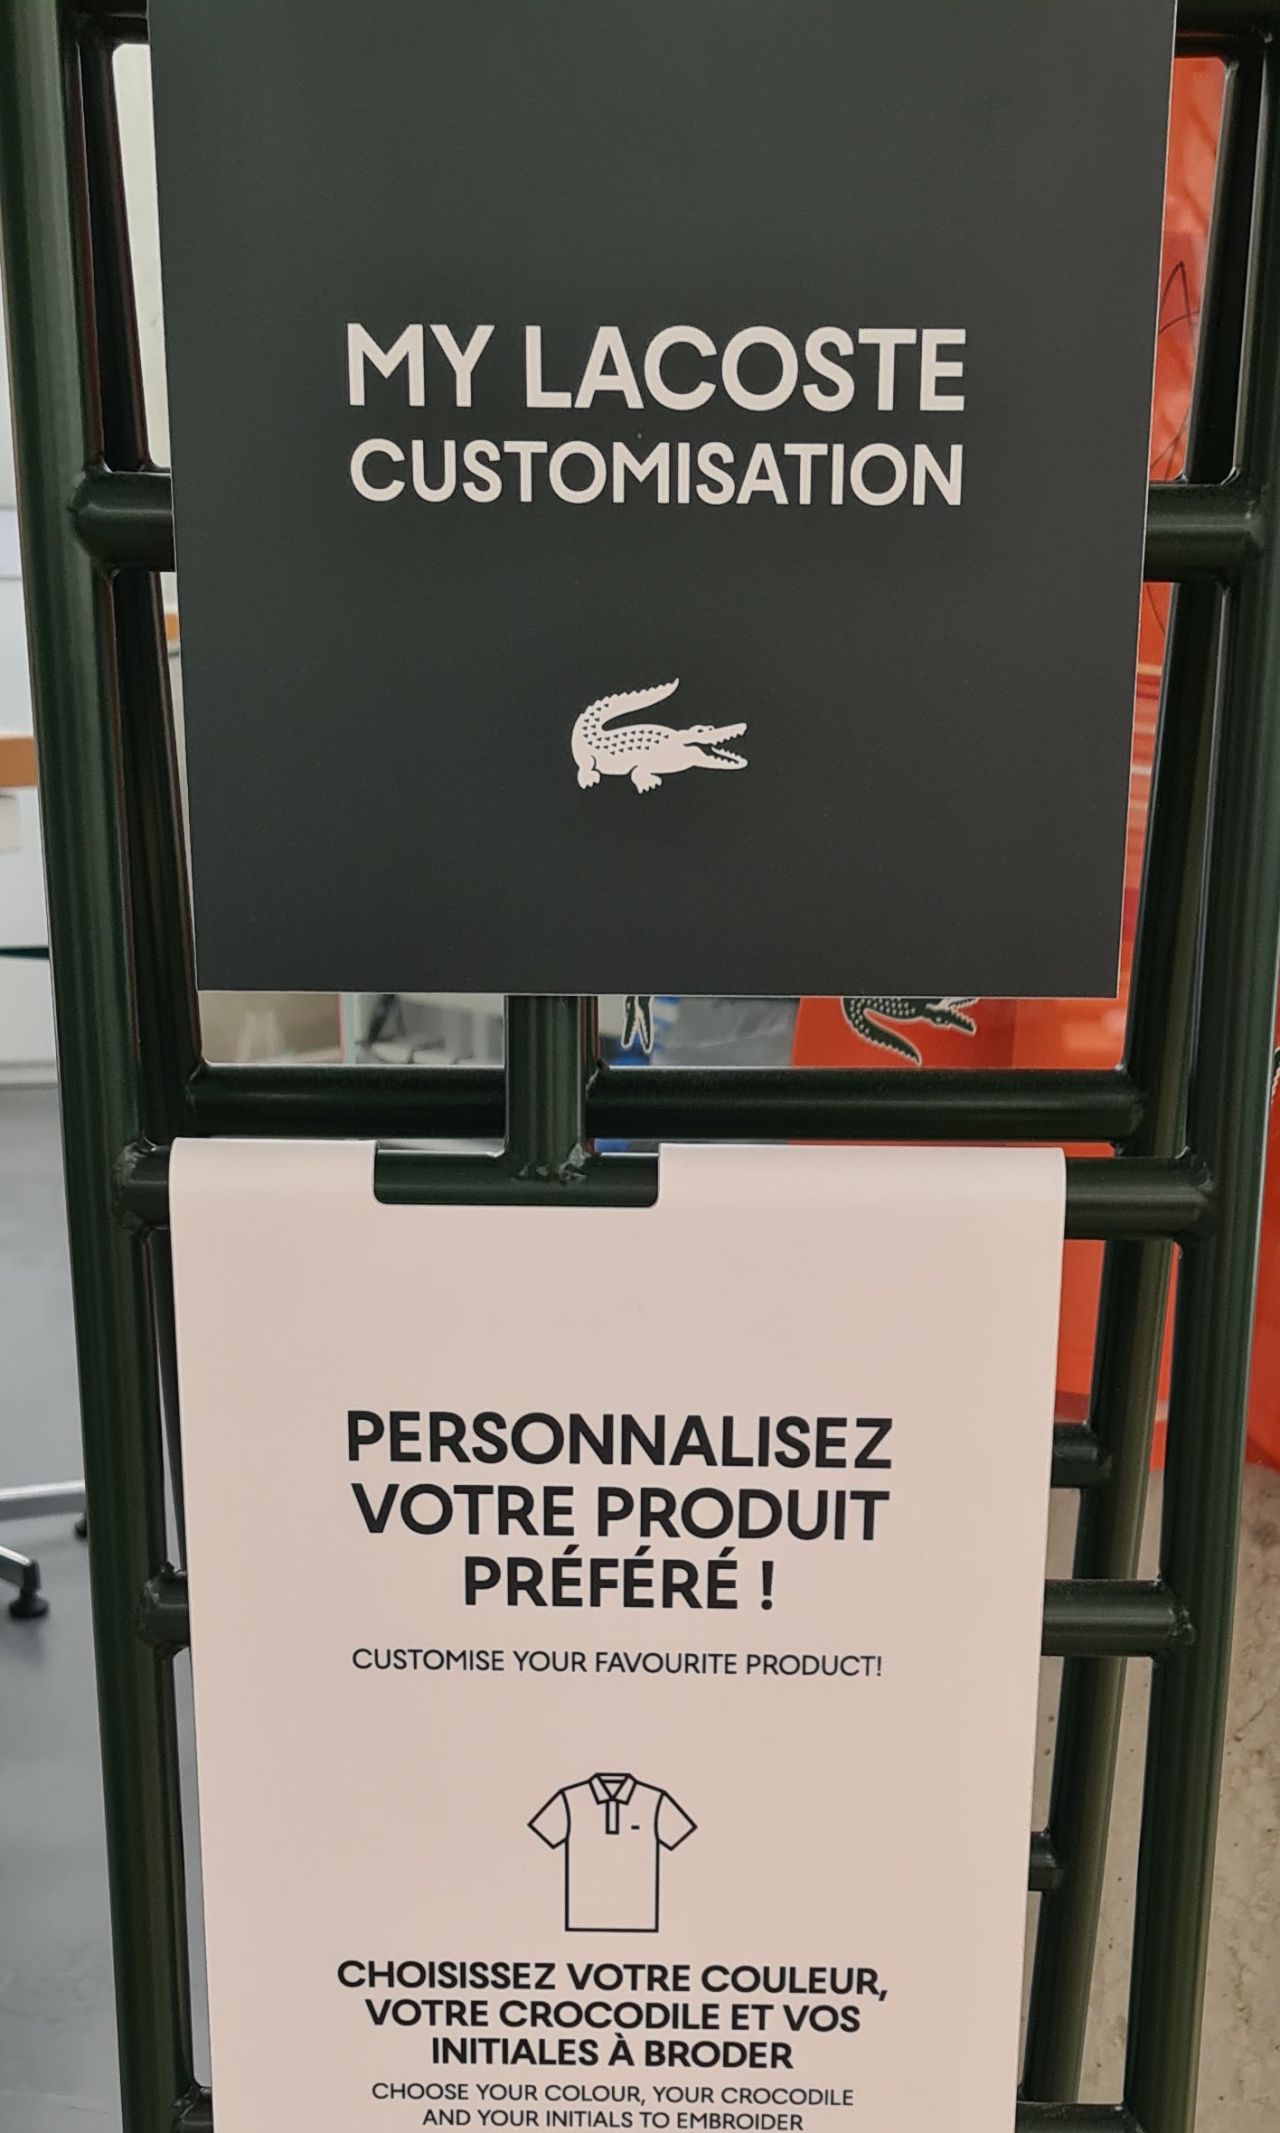 MY LACOSTE
CUSTOMISATION
PERSONNALISEZ
VOTRE PRODUIT
PRÉFÉRÉ !
CUSTOMISE YOUR FAVOURITE PRODUCT!
CHOISISSEZ VOTRE COULEUR,
VOTRE CROCODILE ET VOS
INITIALES À BRODER
CHOOSE YOUR COLOUR, YOUR CROCODILE
AND YOUR INITIALS TO EMBROIDER